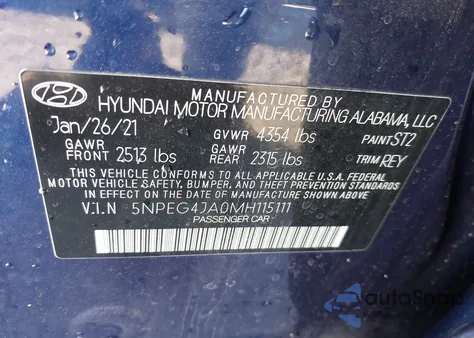 MANUFACTURED BY
HYUNDAI MOTOR MANUFACTURING ALABAMA, LLC
Jan/26/21 GVWR 4354 lbs PAINT ST2
GAWR FRONT 2513 lbs GAWR REAR 2315 lbs TRIM REY
THIS VEHICLE CONFORMS TO ALL APPLICABLE U.S.A FEDERAL
MOTOR VEHICLE SAFETY, BUMPER, AND THEFT PREVENTION
STANDARDS IN EFFECT ON THE DATE OF MANUFACTURE SHOWN ABOVE.
V.I.N 5NPEG4JA0MH115111
PASSENGER CAR
autoSnap